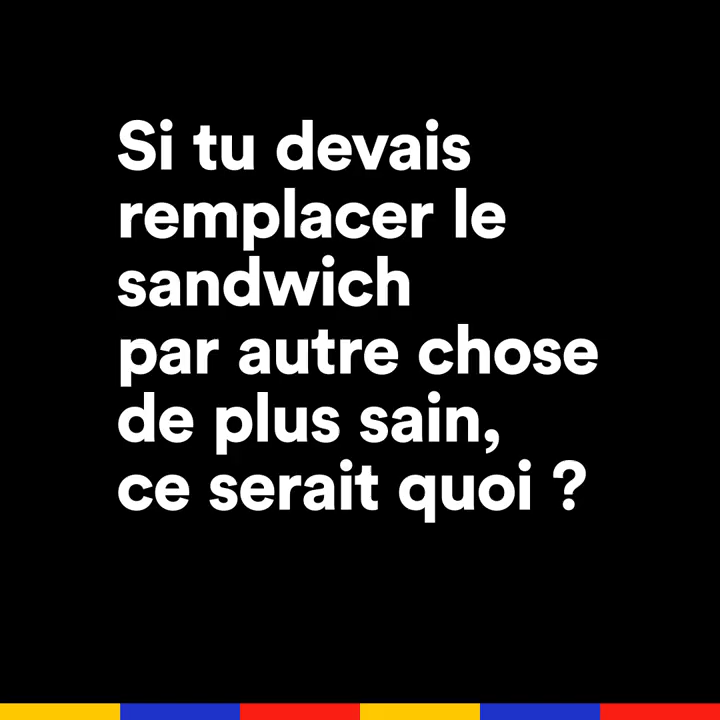 Si tu devais
remplacer le
sandwich
par autre chose
de plus sain,
ce serait quoi ?